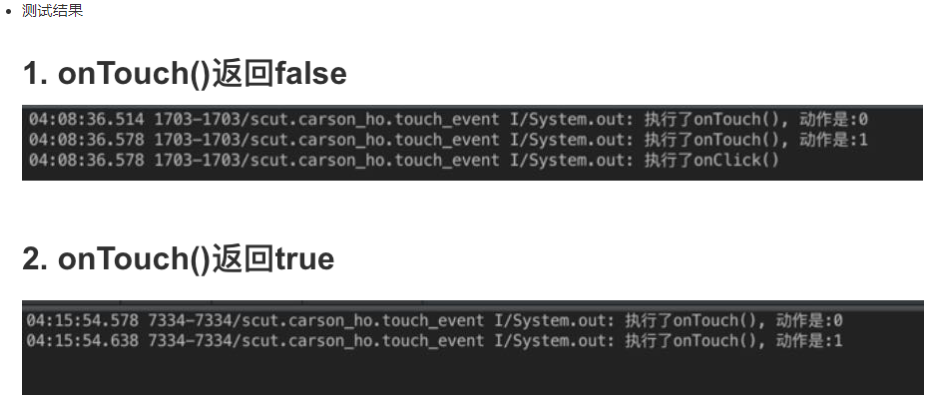 测试结果
1. onTouch()返回false
04:08:36.514 1703-1703/scut.carson_ho.touch_event I/System.out: 执行了onTouch(), 动作是:0
04:08:36.578 1703-1703/scut.carson_ho.touch_event I/System.out: 执行了onTouch(), 动作是:1
04:08:36.578 1703-1703/scut.carson_ho.touch_event I/System.out: 执行了onClick()
2. onTouch()返回true
04:15:54.578 7334-7334/scut.carson_ho.touch_event I/System.out: 执行了onTouch(), 动作是:0
04:15:54.638 7334-7334/scut.carson_ho.touch_event I/System.out: 执行了onTouch(), 动作是:1